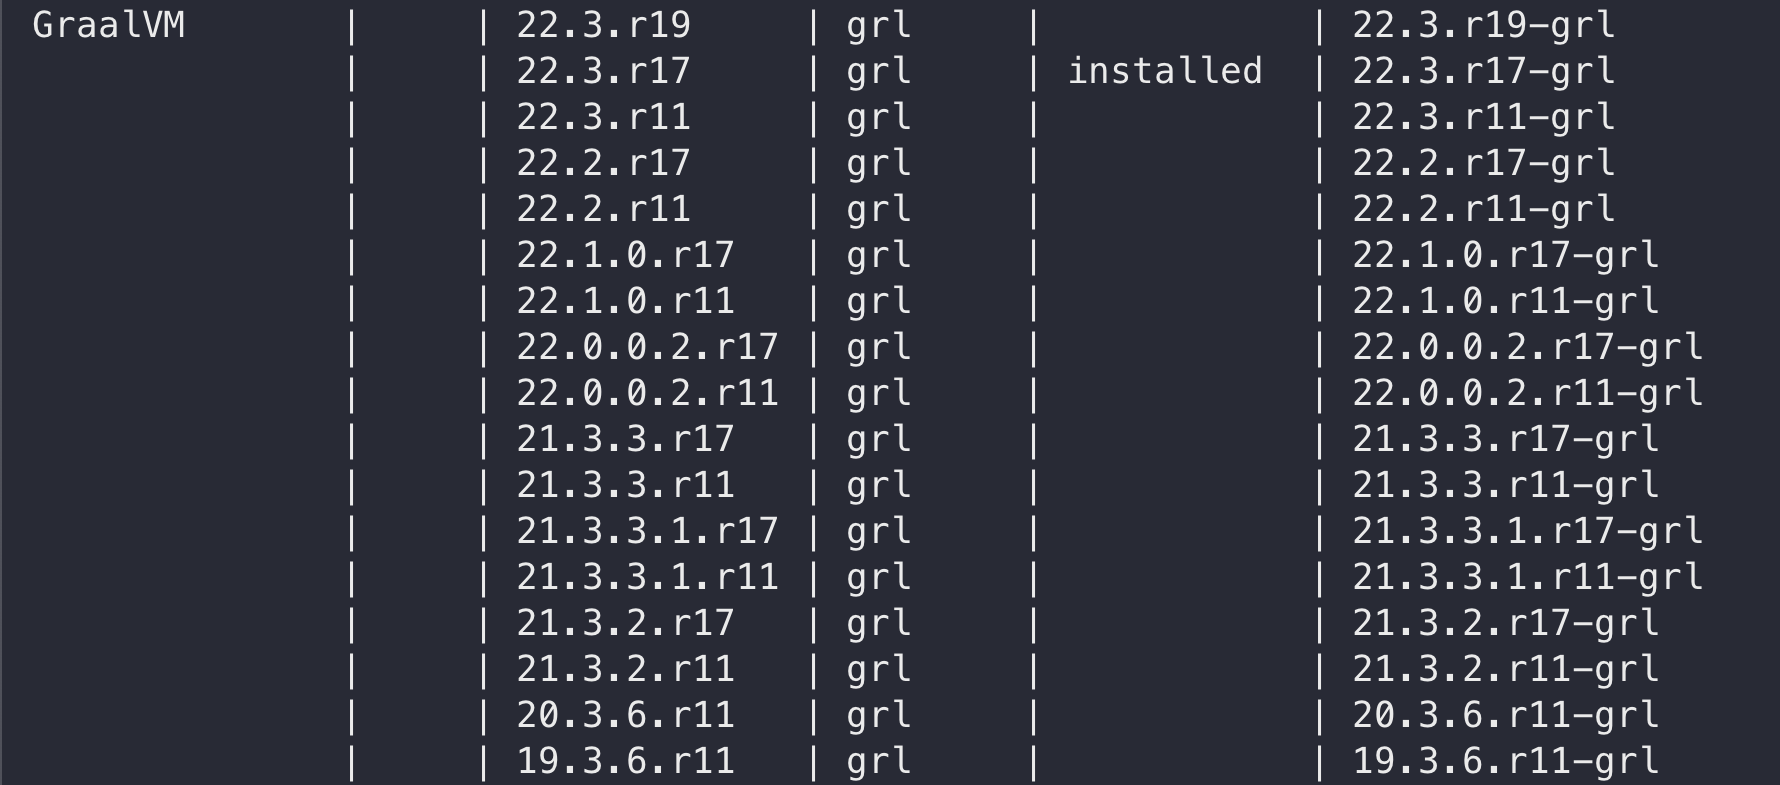 GraalVM | | 22.3.r19 | grl | | 22.3.r19-grl
| | 22.3.r17 | grl | installed | 22.3.r17-grl
| | 22.3.r11 | grl | | 22.3.r11-grl
| | 22.2.r17 | grl | | 22.2.r17-grl
| | 22.2.r11 | grl | | 22.2.r11-grl
| | 22.1.0.r17 | grl | | 22.1.0.r17-grl
| | 22.1.0.r11 | grl | | 22.1.0.r11-grl
| | 22.0.0.2.r17 | grl | | 22.0.0.2.r17-grl
| | 22.0.0.2.r11 | grl | | 22.0.0.2.r11-grl
| | 21.3.3.r17 | grl | | 21.3.3.r17-grl
| | 21.3.3.r11 | grl | | 21.3.3.r11-grl
| | 21.3.3.1.r17 | grl | | 21.3.3.1.r17-grl
| | 21.3.3.1.r11 | grl | | 21.3.3.1.r11-grl
| | 21.3.2.r17 | grl | | 21.3.2.r17-grl
| | 21.3.2.r11 | grl | | 21.3.2.r11-grl
| | 20.3.6.r11 | grl | | 20.3.6.r11-grl
| | 19.3.6.r11 | grl | | 19.3.6.r11-grl